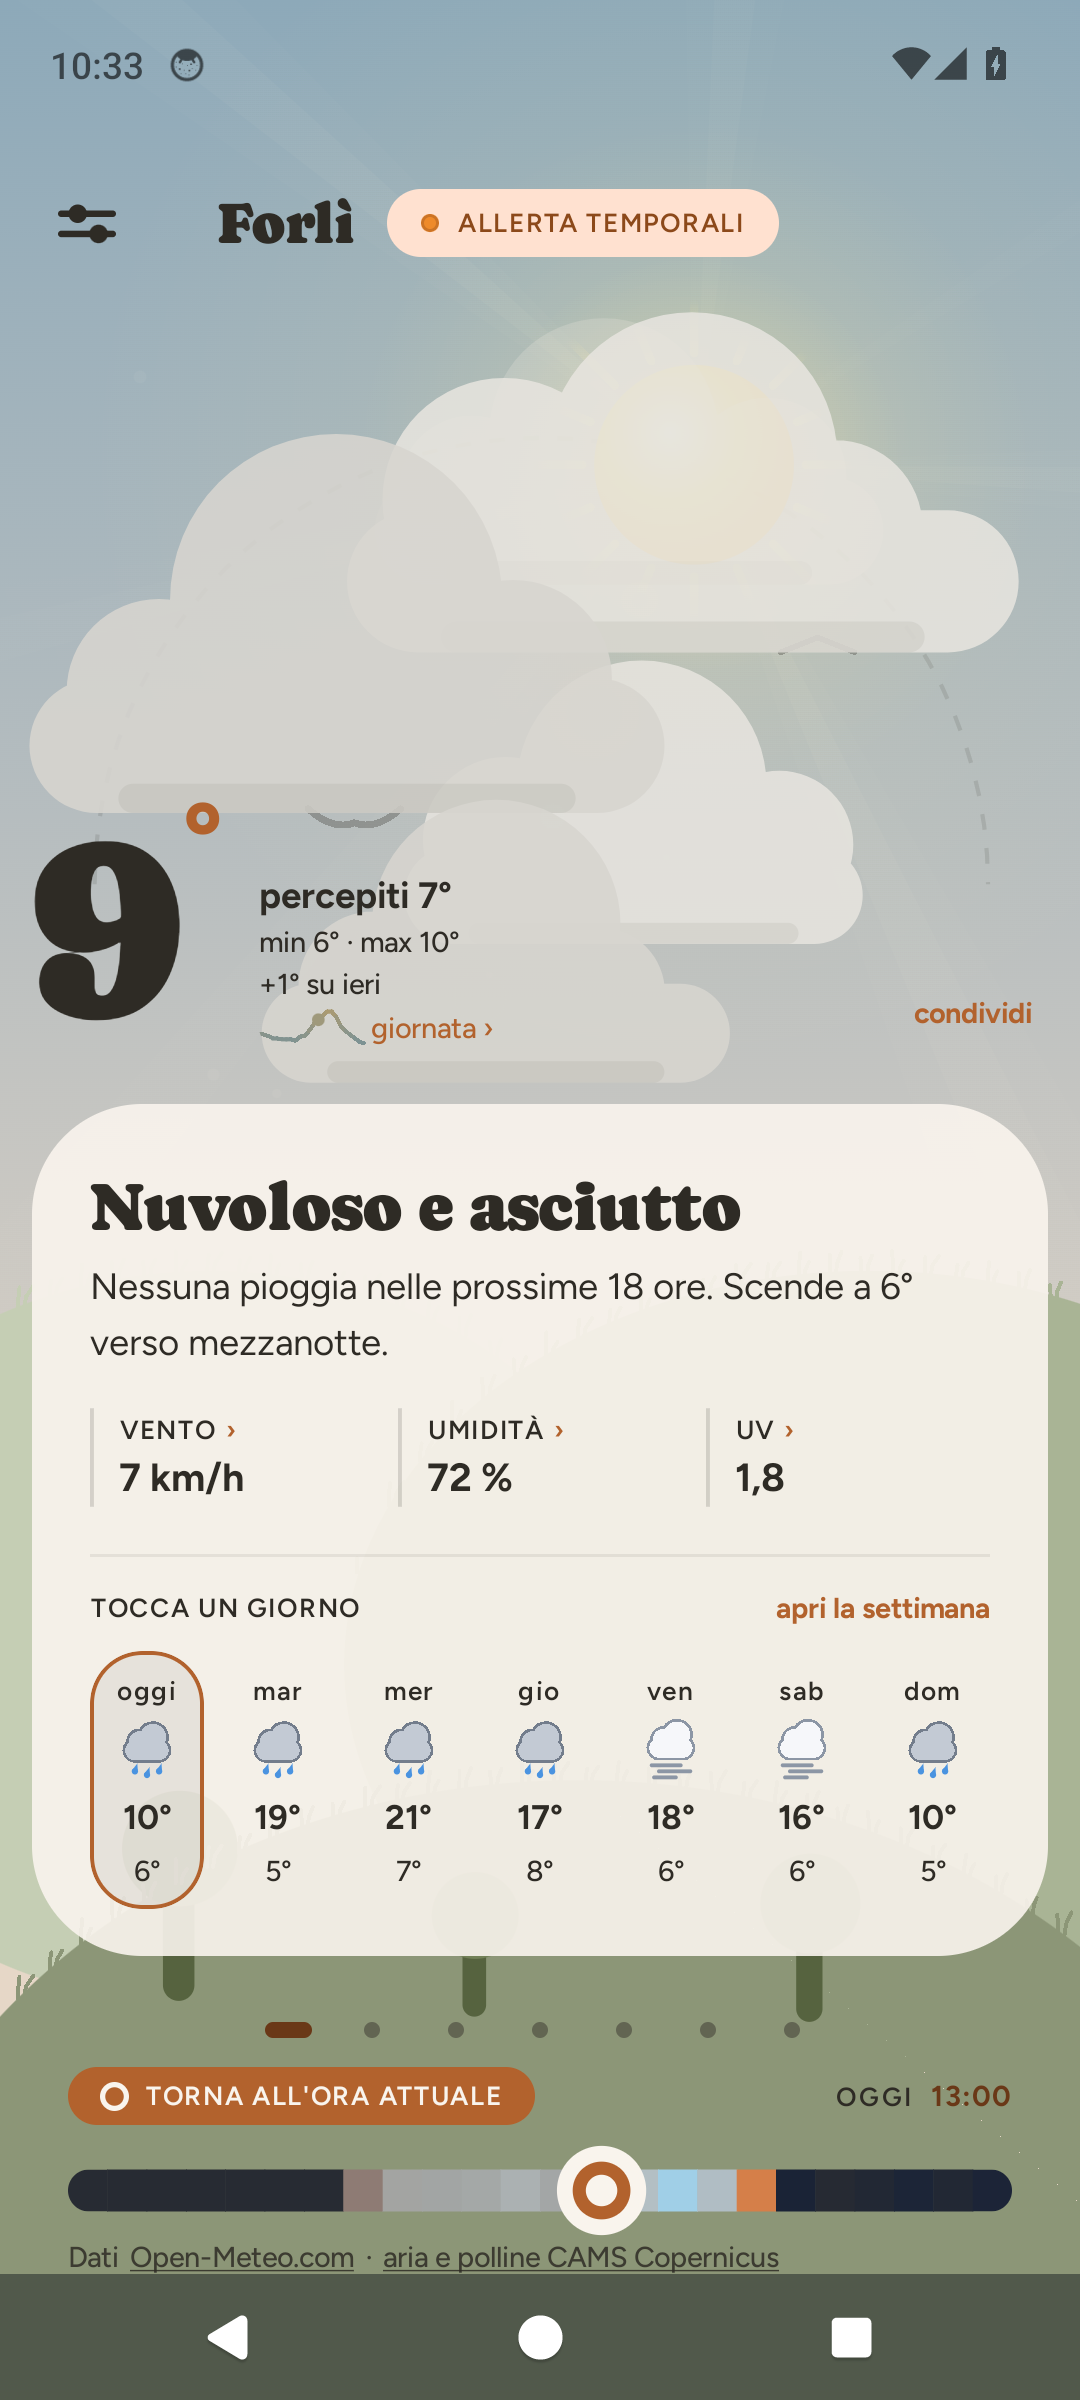 10:33
Forlì
ALLERTA TEMPORALI
9°
percepiti 7°
min 6° · max 10°
+1° su ieri
giornata ›
condividi
Nuvoloso e asciutto
Nessuna pioggia nelle prossime 18 ore. Scende a 6°
verso mezzanotte.
VENTO › UMIDITÀ › UV ›
7 km/h 72 % 1,8
TOCCA UN GIORNO apri la settimana
oggi mar mer gio ven sab dom
10° 19° 21° 17° 18° 16° 10°
6° 5° 7° 8° 6° 6° 5°
TORNA ALL'ORA ATTUALE OGGI 13:00
Dati Open-Meteo.com · aria e polline CAMS Copernicus